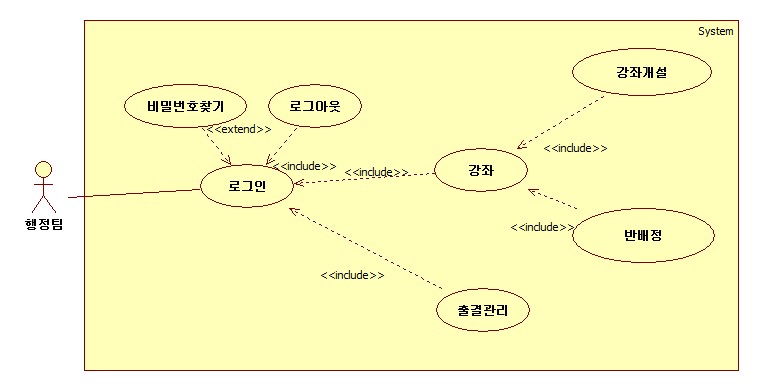 System
강좌개설
비밀번호찾기
로그아웃
<<extend>>
<<include>>
강좌
<<include>>
<<include>>
로그인
행정팀
<<include>>
반배정
<<include>>
출결관리